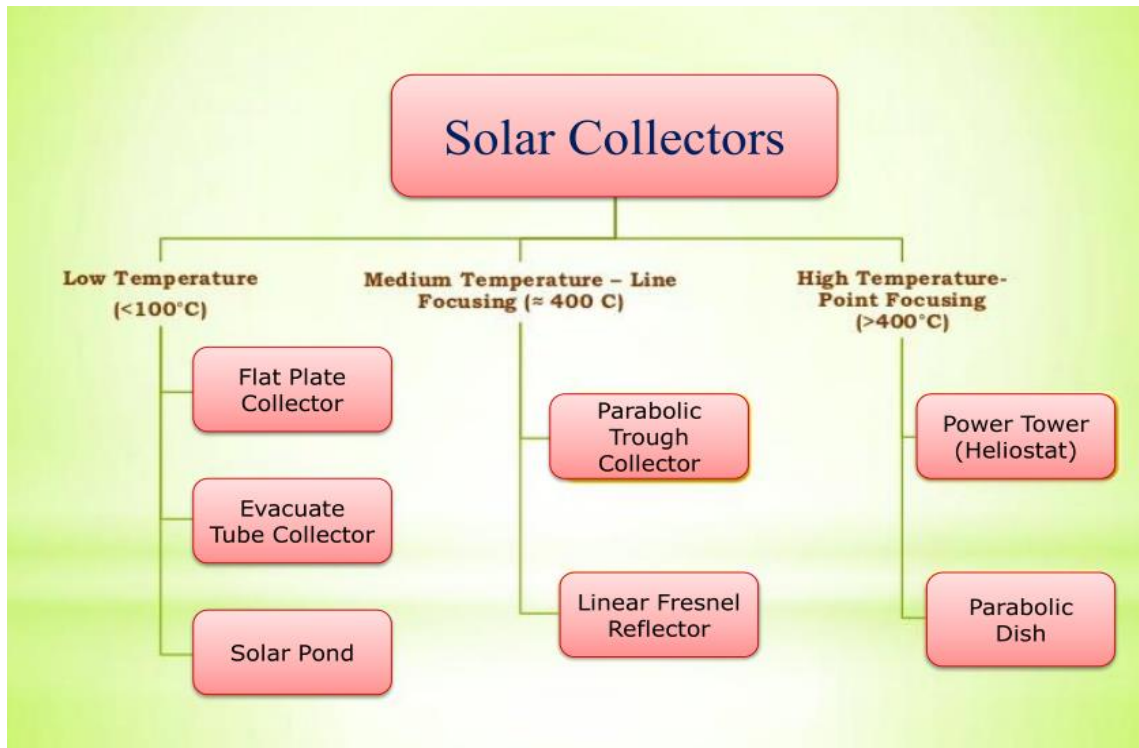 Solar Collectors
Low Temperature
(<100°C)
Flat Plate
Collector
Evacuate
Tube Collector
Solar Pond
Medium Temperature – Line
Focusing (≈ 400 C)
Parabolic
Trough
Collector
Linear Fresnel
Reflector
High Temperature-
Point Focusing
(>400°C)
Power Tower
(Heliostat)
Parabolic
Dish